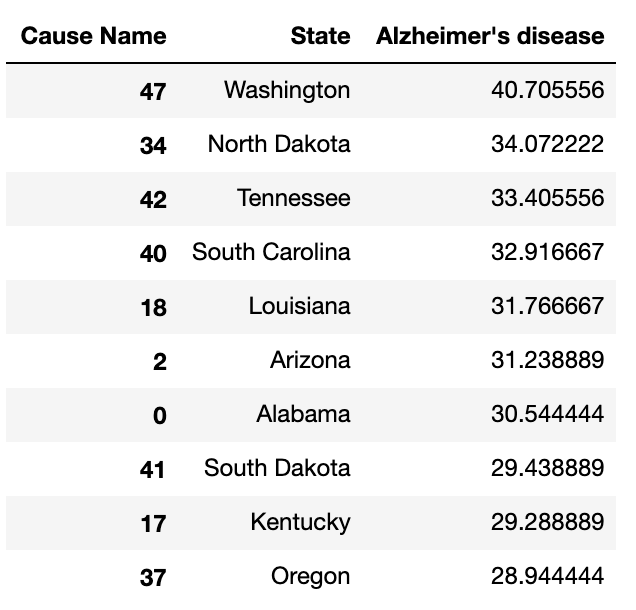 Cause Name State Alzheimer's disease
47 Washington 40.705556
34 North Dakota 34.072222
42 Tennessee 33.405556
40 South Carolina 32.916667
18 Louisiana 31.766667
2 Arizona 31.238889
0 Alabama 30.544444
41 South Dakota 29.438889
17 Kentucky 29.288889
37 Oregon 28.944444